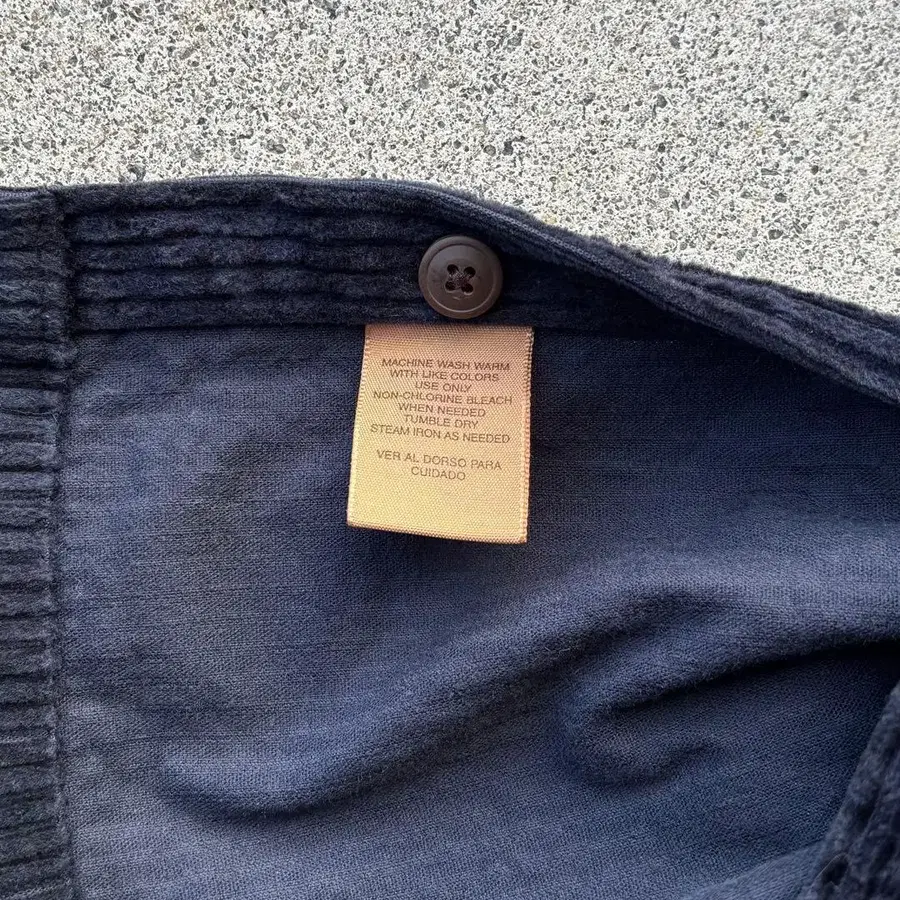 MACHINE WASH WARM
WITH LIKE COLORS
USE ONLY
NON-CHLORINE BLEACH
WHEN NEEDED
TUMBLE DRY
STEAM IRON AS NEEDED
VER AL DORSO PARA
CUIDADO